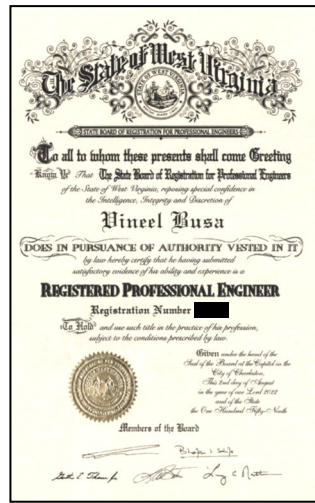 The State of West Virginia
STATE OF WEST VIRGINIA
STATE BOARD OF REGISTRATION FOR PROFESSIONAL ENGINEERS
To all to whom these presents shall come Greeting
Know Ye That The State Board of Registration for Professional Engineers
of the State of West Virginia, reposing special confidence in
the Intelligence, Integrity and Discretion of
Vineel Busa
DOES IN PURSUANCE OF AUTHORITY VESTED IN IT
by law hereby certify that he having submitted
satisfactory evidence of his ability and experience is a
REGISTERED PROFESSIONAL ENGINEER
Registration Number
To Hold and use such title in the practice of his profession,
subject to the conditions prescribed by law.
Given under the hand of the
Seal of the Board at the Capitol in the
City of Charleston,
This 2nd day of August
in the year of our Lord 2022
and of the State
the One Hundred Fifty-Ninth
Members of the Board